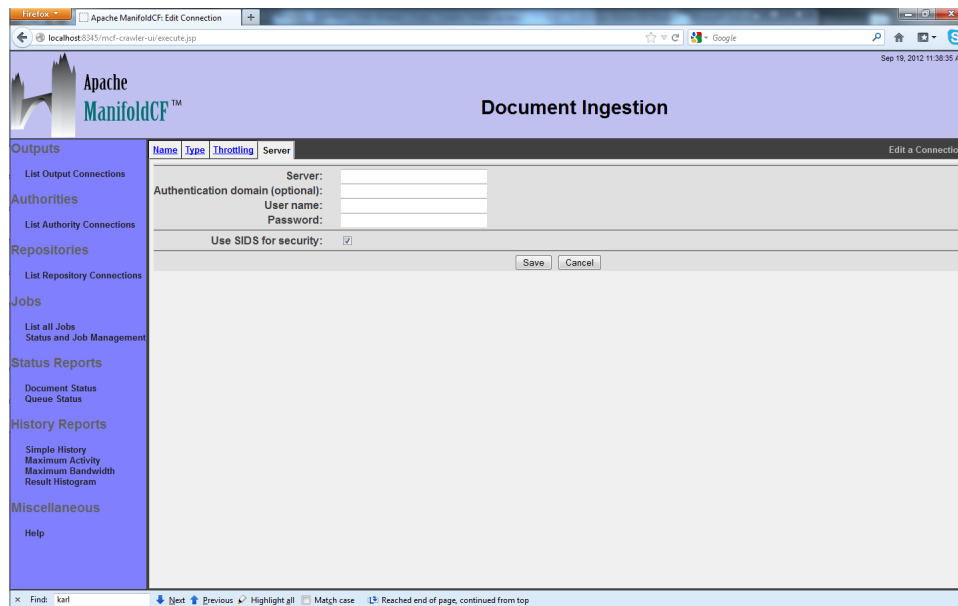 Firefox
Apache ManifoldCF: Edit Connection
localhost:8345/mcf-crawler-ui/execute.jsp
Google
Sep 19, 2012 11:38:35 A
Apache
ManifoldCF™
Document Ingestion
Outputs
List Output Connections
Authorities
List Authority Connections
Repositories
List Repository Connections
Jobs
List all Jobs
Status and Job Management
Status Reports
Document Status
Queue Status
History Reports
Simple History
Maximum Activity
Maximum Bandwidth
Result Histogram
Miscellaneous
Help
Name Type Throttling Server
Edit a Connectio
Server:
Authentication domain (optional):
User name:
Password:
Use SIDS for security:
Save Cancel
× Find: karl Next Previous Highlight all Match case Reached end of page, continued from top